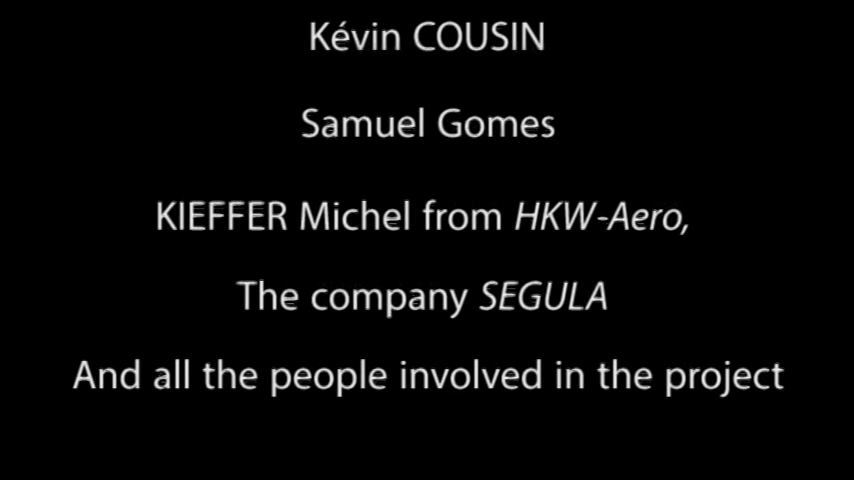 Kévin COUSIN
Samuel Gomes
KIEFFER Michel from HKW-Aero,
The company SEGULA
And all the people involved in the project